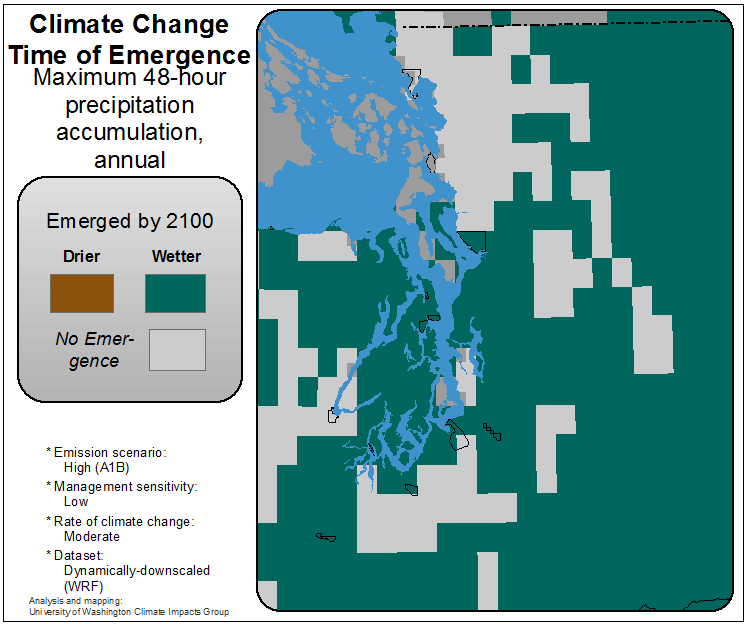 Climate Change
Time of Emergence
Maximum 48-hour
precipitation
accumulation,
annual
Emerged by 2100
Drier Wetter
No Emer-
gence
* Emission scenario:
High (A1B)
* Management sensitivity:
Low
* Rate of climate change:
Moderate
* Dataset:
Dynamically-downscaled
(WRF)
Analysis and mapping:
University of Washington Climate Impacts Group